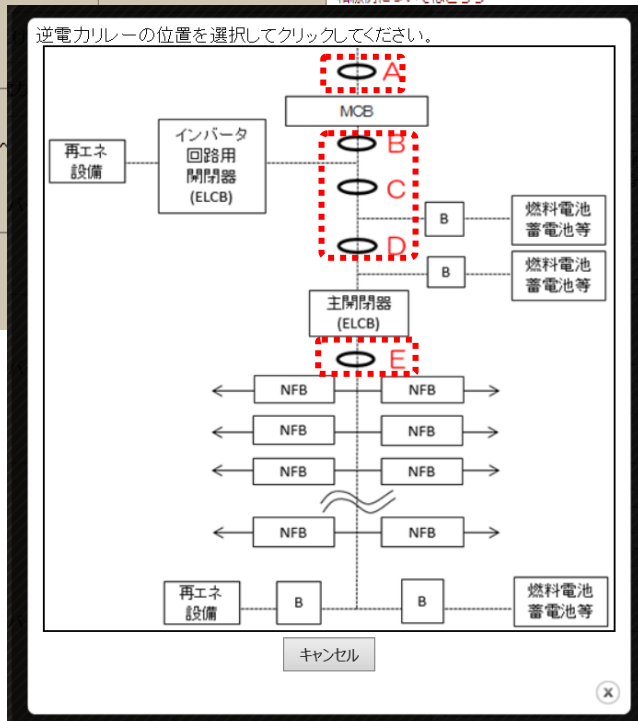 逆電力リレーの位置を選択してクリックしてください。
A
MCB
インバータ
回路用
開閉器
(ELCB)
再エネ
設備
B
C
B
燃料電池
蓄電池等
D
B
燃料電池
蓄電池等
主開閉器
(ELCB)
E
NFB NFB
NFB NFB
NFB NFB
NFB NFB
再エネ
設備
B
B
燃料電池
蓄電池等
キャンセル
x